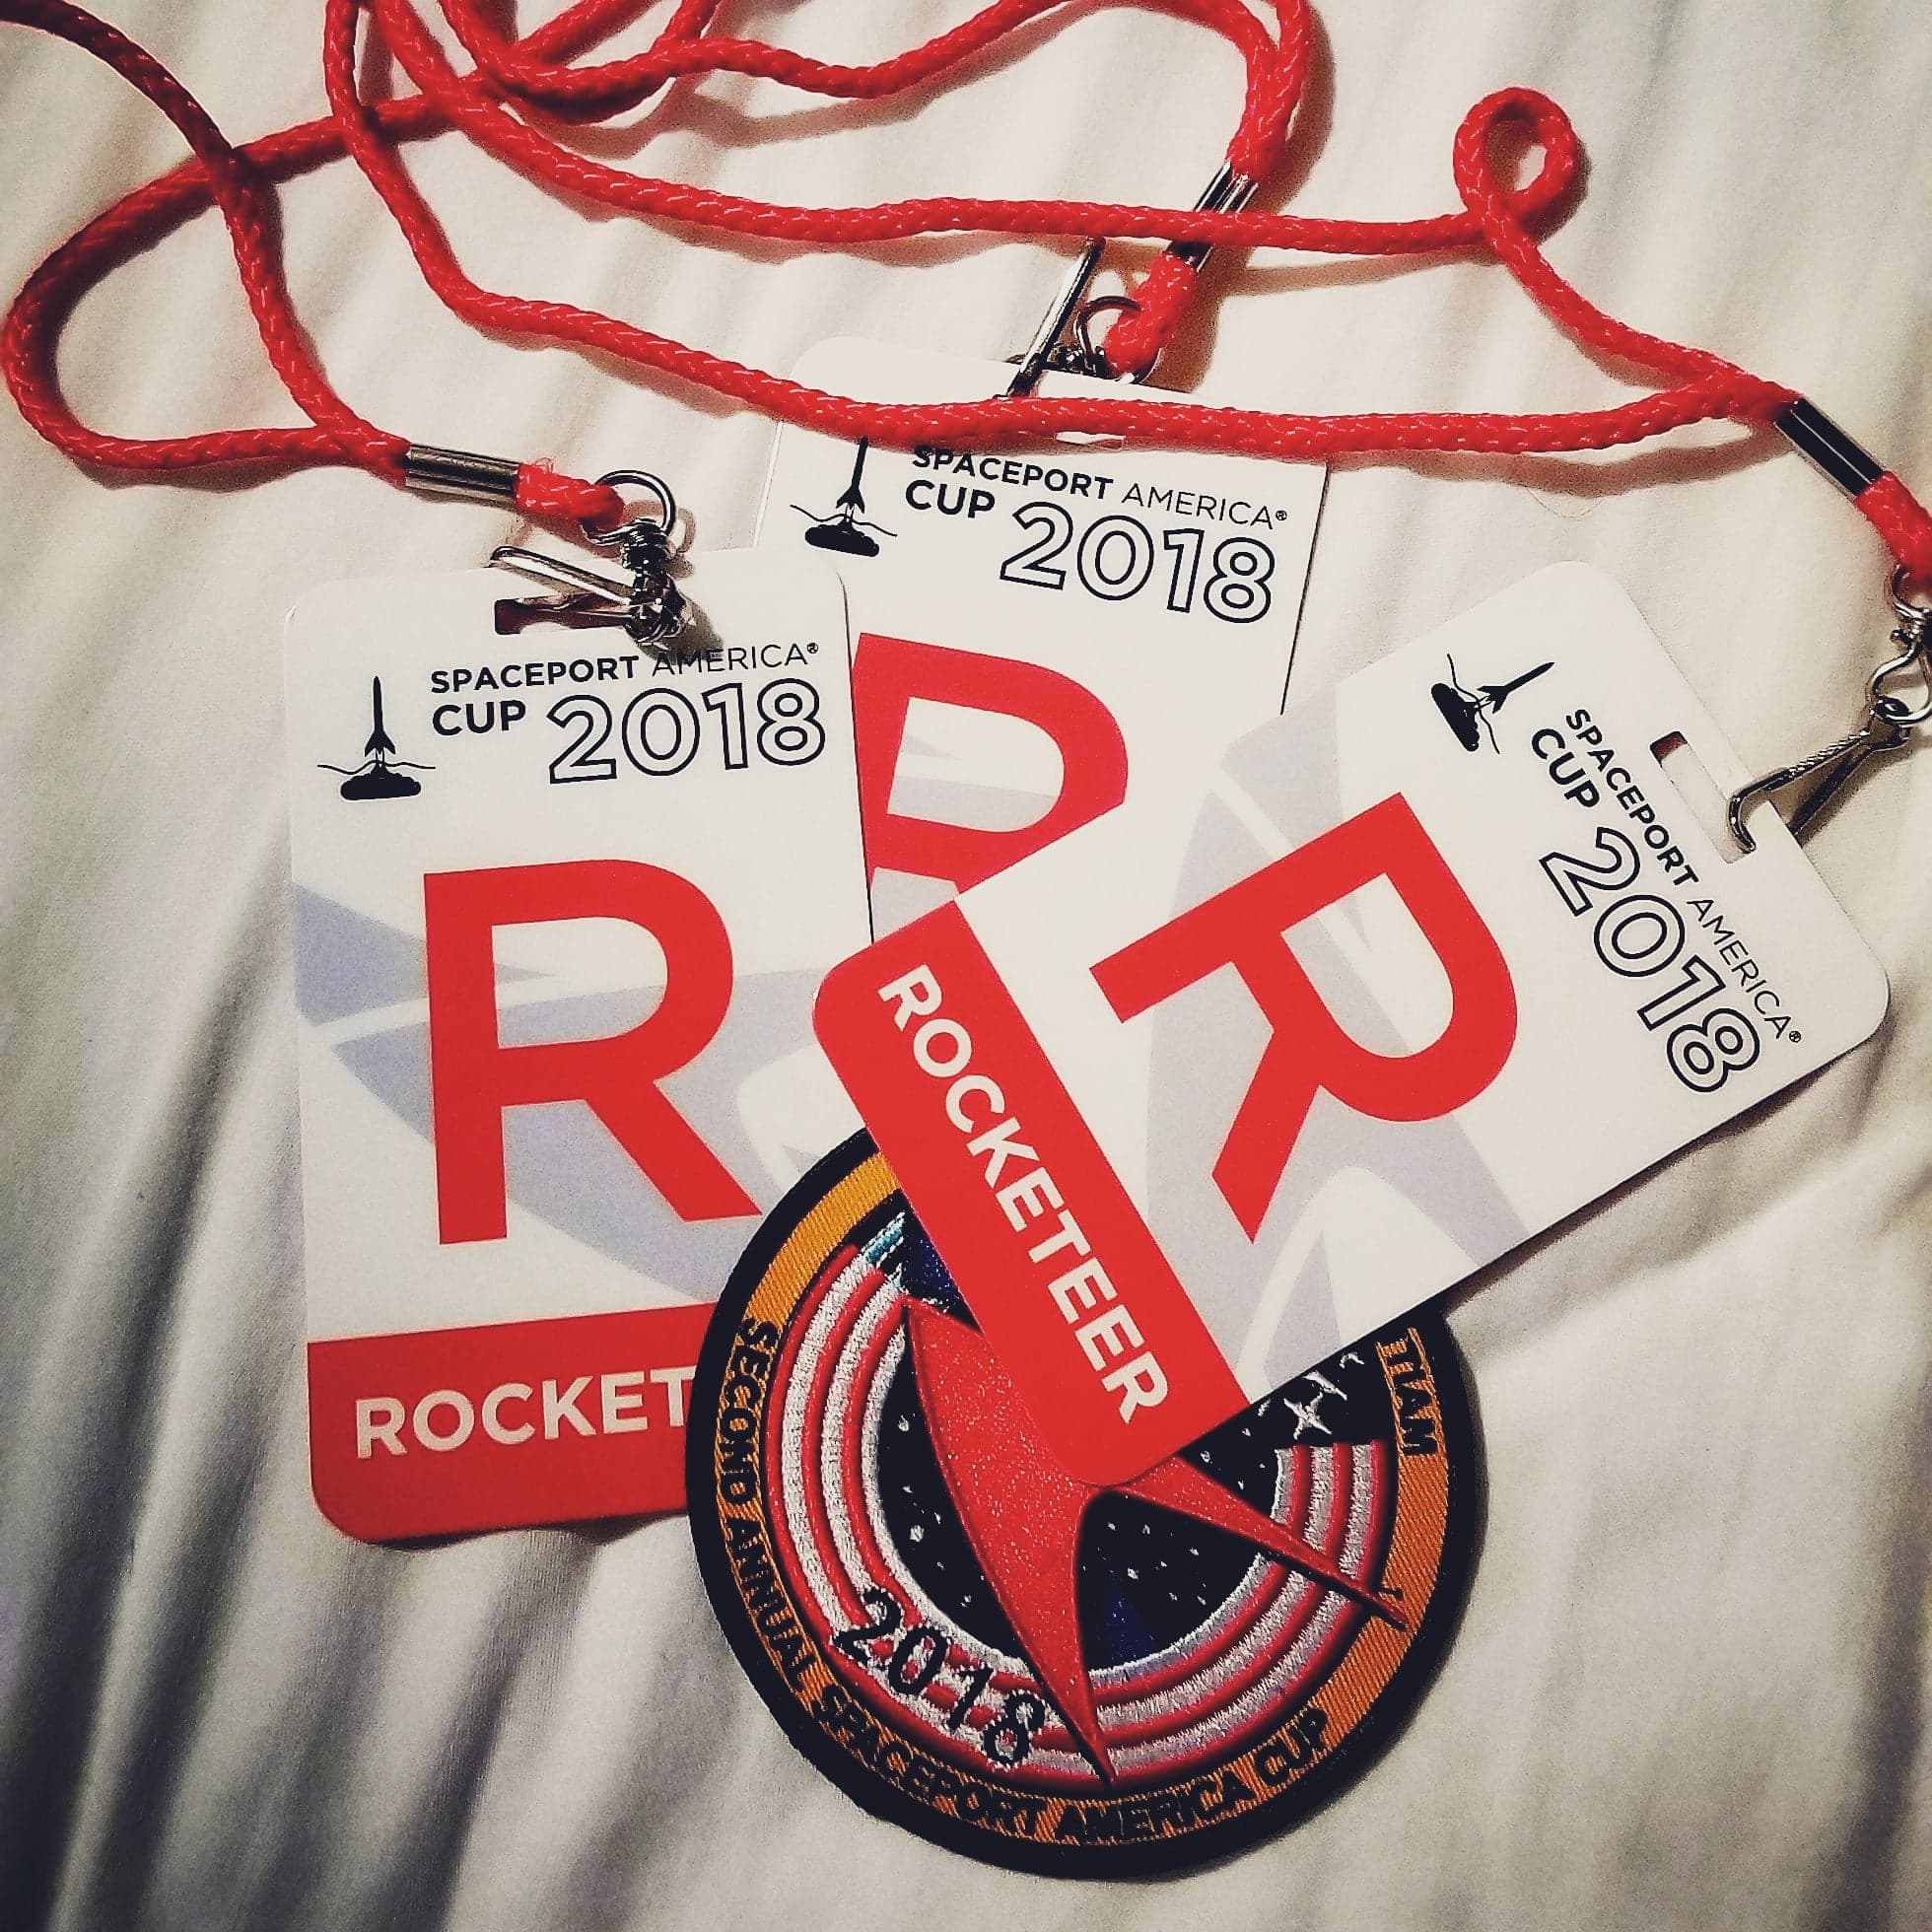 SPACEPORT AMERICA®
CUP 2018
SPACEPORT AMERICA®
CUP 2018
R
ROCKET
SPACEPORT AMERICA®
CUP 2018
R
ROCKETEER
2018
SECOND ANNUAL SPACEPORT AMERICA CUP